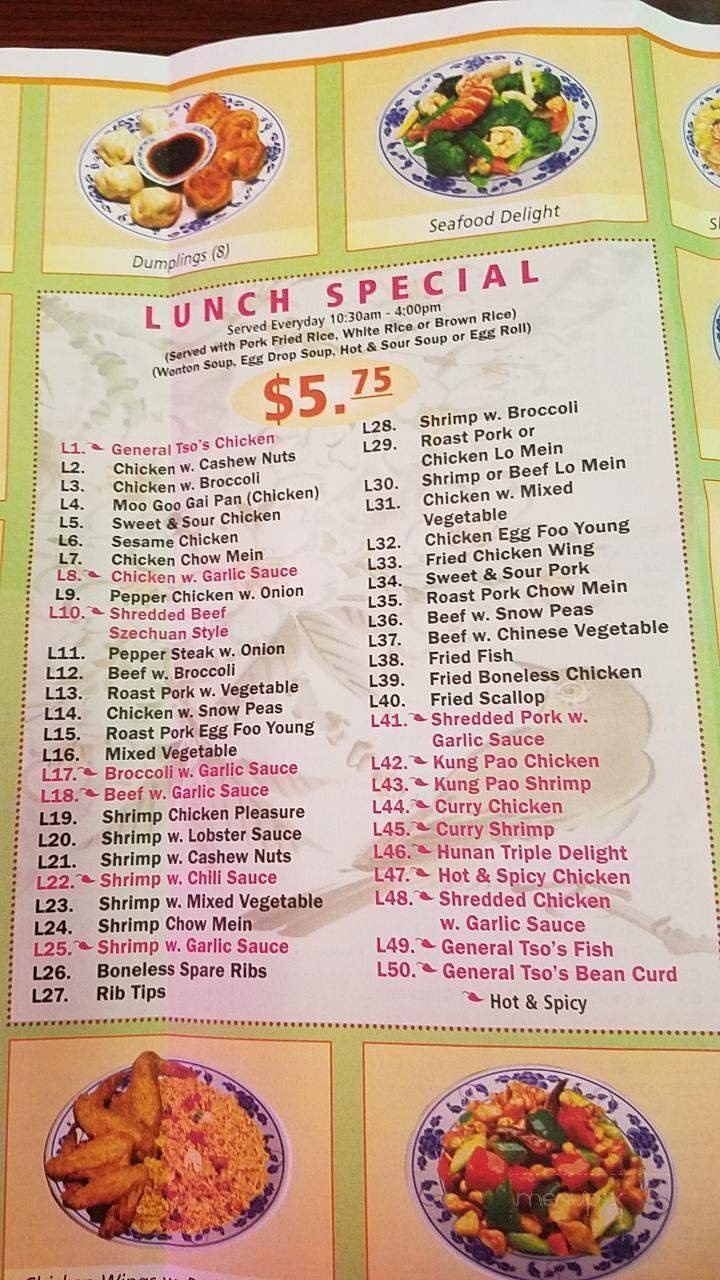 Dumplings (8)
Seafood Delight
LUNCH SPECIAL
Served Everyday 10:30am - 4:00pm
(Served with Pork Fried Rice, White Rice or Brown Rice)
(Wonton Soup, Egg Drop Soup, Hot & Sour Soup or Egg Roll)
$5.75
L1. General Tso's Chicken
L2. Chicken w. Cashew Nuts
L3. Chicken w. Broccoli
L4. Moo Goo Gai Pan (Chicken)
L5. Sweet & Sour Chicken
L6. Sesame Chicken
L7. Chicken Chow Mein
L8. Chicken w. Garlic Sauce
L9. Pepper Chicken w. Onion
L10. Shredded Beef
Szechuan Style
L11. Pepper Steak w. Onion
L12. Beef w. Broccoli
L13. Roast Pork w. Vegetable
L14. Chicken w. Snow Peas
L15. Roast Pork Egg Foo Young
L16. Mixed Vegetable
L17. Broccoli w. Garlic Sauce
L18. Beef w. Garlic Sauce
L19. Shrimp Chicken Pleasure
L20. Shrimp w. Lobster Sauce
L21. Shrimp w. Cashew Nuts
L22. Shrimp w. Chili Sauce
L23. Shrimp w. Mixed Vegetable
L24. Shrimp Chow Mein
L25. Shrimp w. Garlic Sauce
L26. Boneless Spare Ribs
L27. Rib Tips
L28. Shrimp w. Broccoli
L29. Roast Pork or
Chicken Lo Mein
L30. Shrimp or Beef Lo Mein
L31. Chicken w. Mixed
Vegetable
L32. Chicken Egg Foo Young
L33. Fried Chicken Wing
L34. Sweet & Sour Pork
L35. Roast Pork Chow Mein
L36. Beef w. Snow Peas
L37. Beef w. Chinese Vegetable
L38. Fried Fish
L39. Fried Boneless Chicken
L40. Fried Scallop
L41. Shredded Pork w.
Garlic Sauce
L42. Kung Pao Chicken
L43. Kung Pao Shrimp
L44. Curry Chicken
L45. Curry Shrimp
L46. Hunan Triple Delight
L47. Hot & Spicy Chicken
L48. Shredded Chicken
w. Garlic Sauce
L49. General Tso's Fish
L50. General Tso's Bean Curd
Hot & Spicy
menupix
Chicken Wings w.